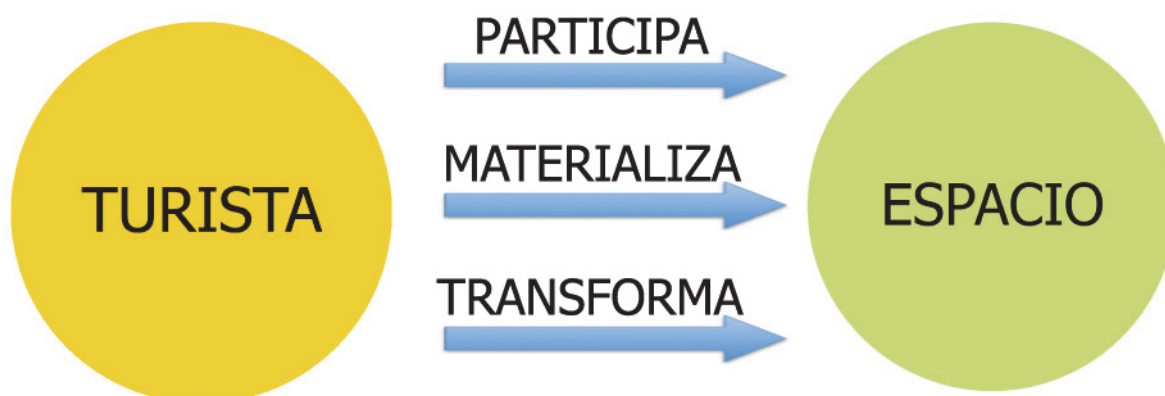 PARTICIPA
MATERIALIZA
TURISTA
ESPACIO
TRANSFORMA